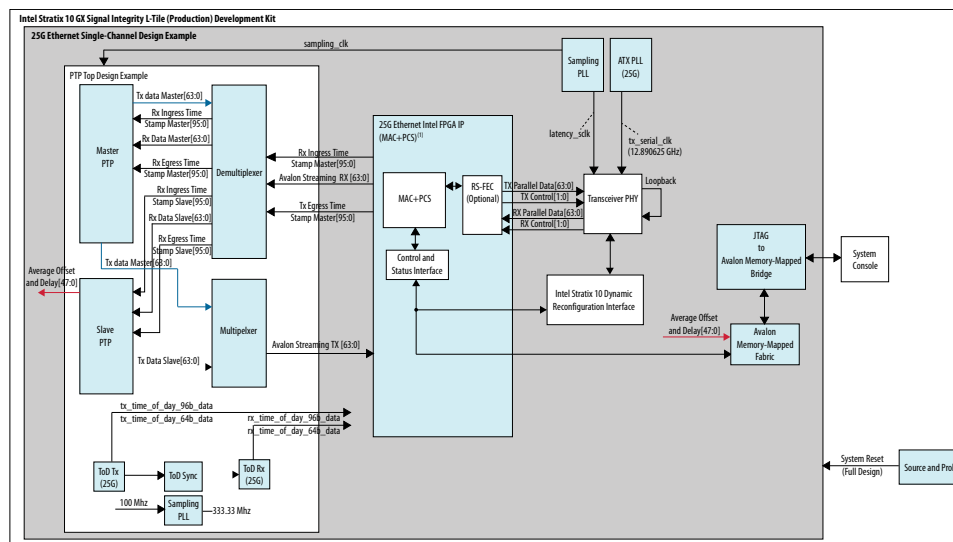 Intel Stratix 10 GX Signal Integrity L-Tile (Production) Development Kit
25G Ethernet Single-Channel Design Example
sampling_clk
Sampling
PLL
ATX PLL
(25G)
PTP Top Design Example
Master
PTP
Tx data Master[63:0]
Rx Ingress Time
Stamp Master[95:0]
Rx Data Master[63:0]
Rx Egress Time
Stamp Master[95:0]
Rx Ingress Time
Stamp Slave[95:0]
Rx Data Slave[63:0]
Rx Egress Time
Stamp Slave[95:0]
Tx data Master[63:0]
Demultiplexer
Average Offset
and Delay[47:0]
Slave
PTP
Tx Data Slave[63:0]
Multipelxer
Rx Ingress Time
Stamp Master[95:0]
Avalon Streaming RX [63:0]
Tx Egress Time
Stamp Master[95:0]
Avalon Streaming TX [63:0]
25G Ethernet Intel FPGA IP
(MAC+PCS)(1)
MAC+PCS
RS-FEC
(Optional)
Control and
Status Interface
latency_sclk
tx_serial_clk
(12.890625 GHz)
TX Parallel Data[63:0]
TX Control[1:0]
RX Parallel Data[63:0]
RX Control[1:0]
Transceiver PHY
Loopback
Intel Stratix 10 Dynamic
Reconfiguration Interface
JTAG
to
Avalon Memory-Mapped
Bridge
System
Console
Average Offset
and Delay[47:0]
Avalon
Memory-Mapped
Fabric
tx_time_of_day_96b_data
tx_time_of_day_64b_data
rx_time_of_day_96b_data
rx_time_of_day_64b_data
ToD Tx
(25G)
ToD Sync
ToD Rx
(25G)
100 Mhz
Sampling
PLL
333.33 Mhz
System Reset
(Full Design)
Source and Prob